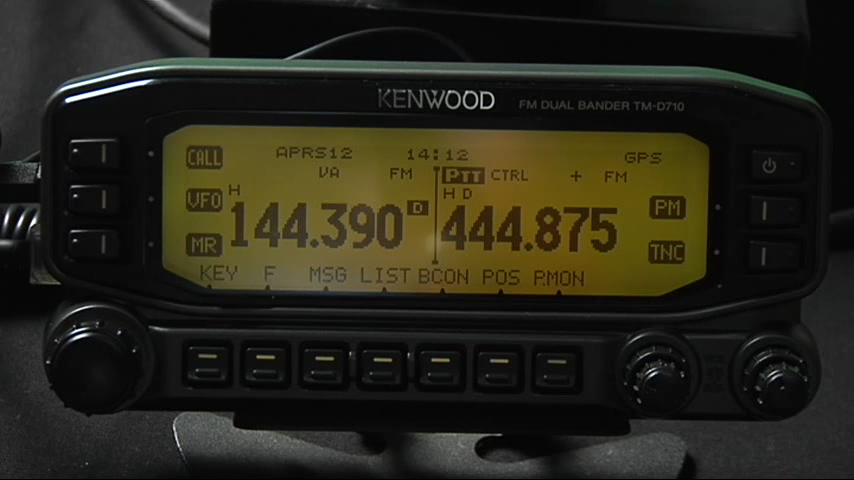 KENWOOD FM DUAL BANDER TM-D710
CALL APRS12 14:12 GPS
VA FM PTT CTRL + FM
VFO H H D PM
144.390 D 444.875
MR TNC
KEY F MSG LIST BCON POS P.MON